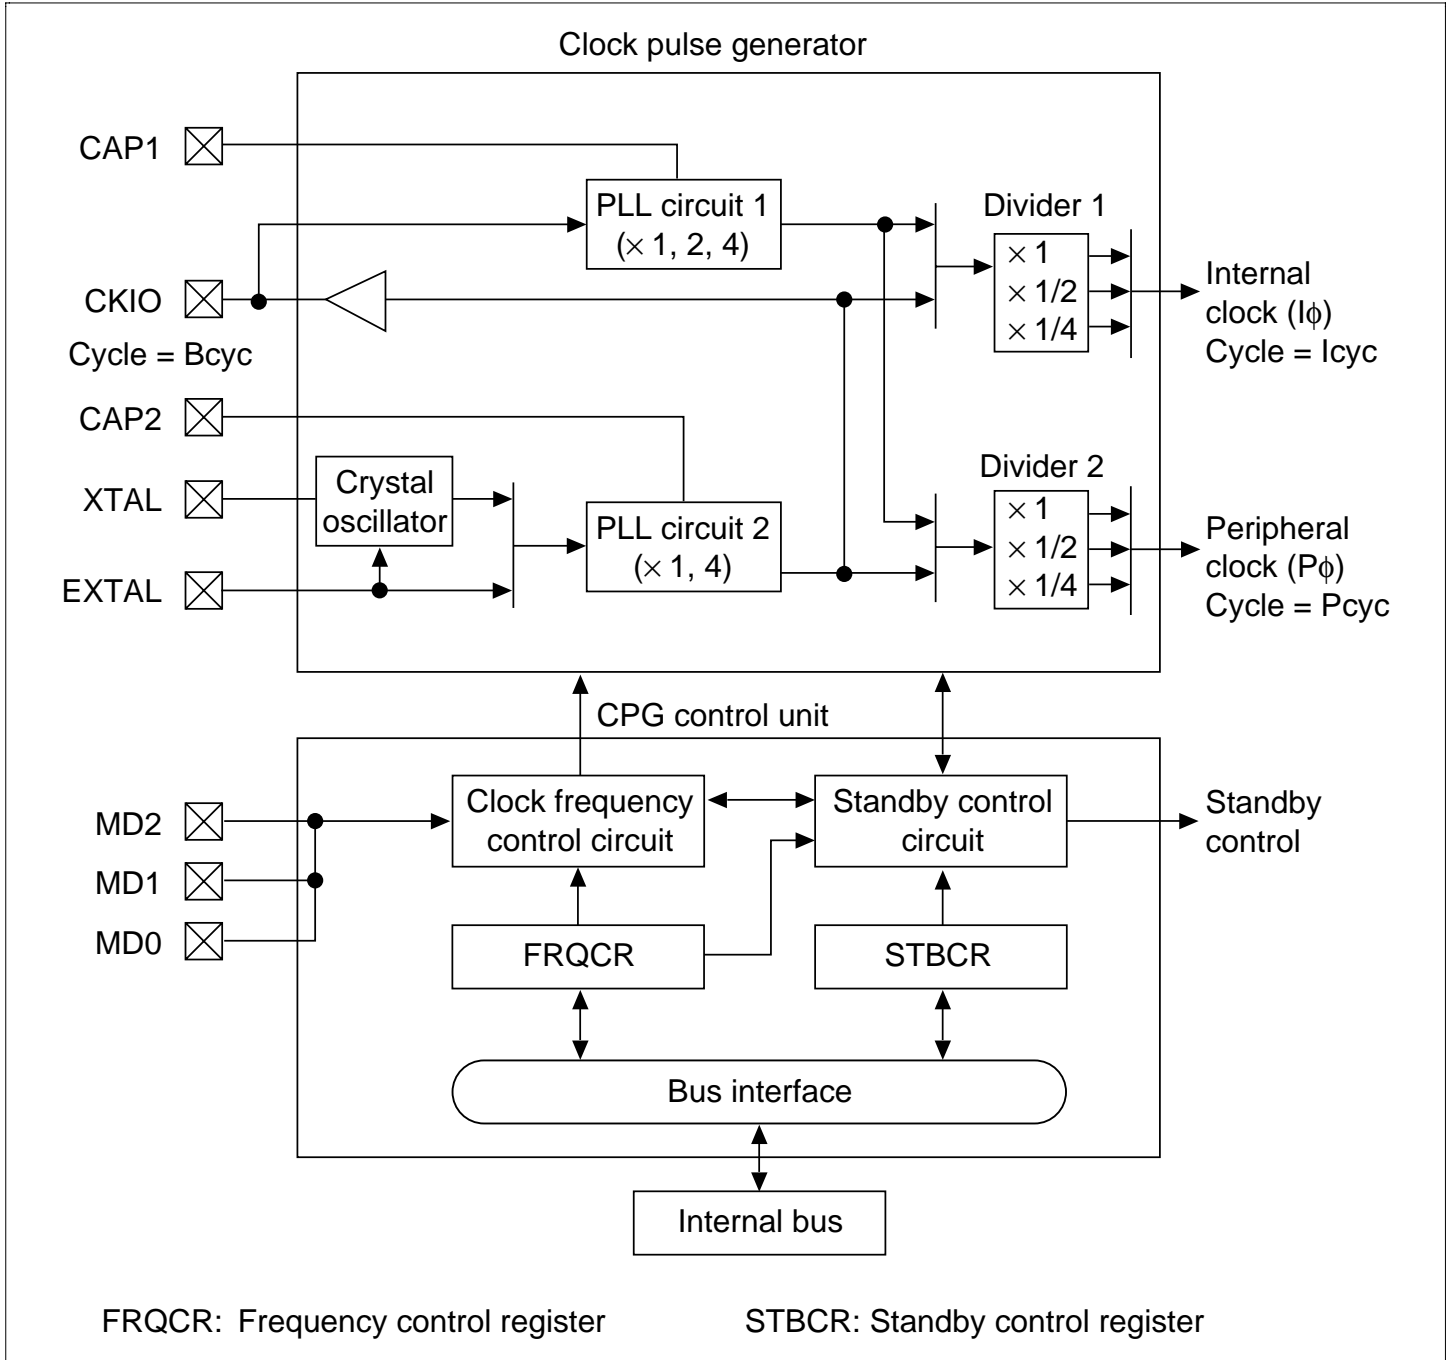 Clock pulse generator
CAP1
PLL circuit 1
(× 1, 2, 4)
Divider 1
× 1
× 1/2
× 1/4
Internal
clock (Iϕ)
Cycle = Icyc
CKIO
Cycle = Bcyc
CAP2
XTAL
Crystal
oscillator
EXTAL
PLL circuit 2
(× 1, 4)
Divider 2
× 1
× 1/2
× 1/4
Peripheral
clock (Pϕ)
Cycle = Pcyc
CPG control unit
MD2
MD1
MD0
Clock frequency
control circuit
Standby control
circuit
Standby
control
FRQCR
STBCR
Bus interface
Internal bus
FRQCR: Frequency control register
STBCR: Standby control register